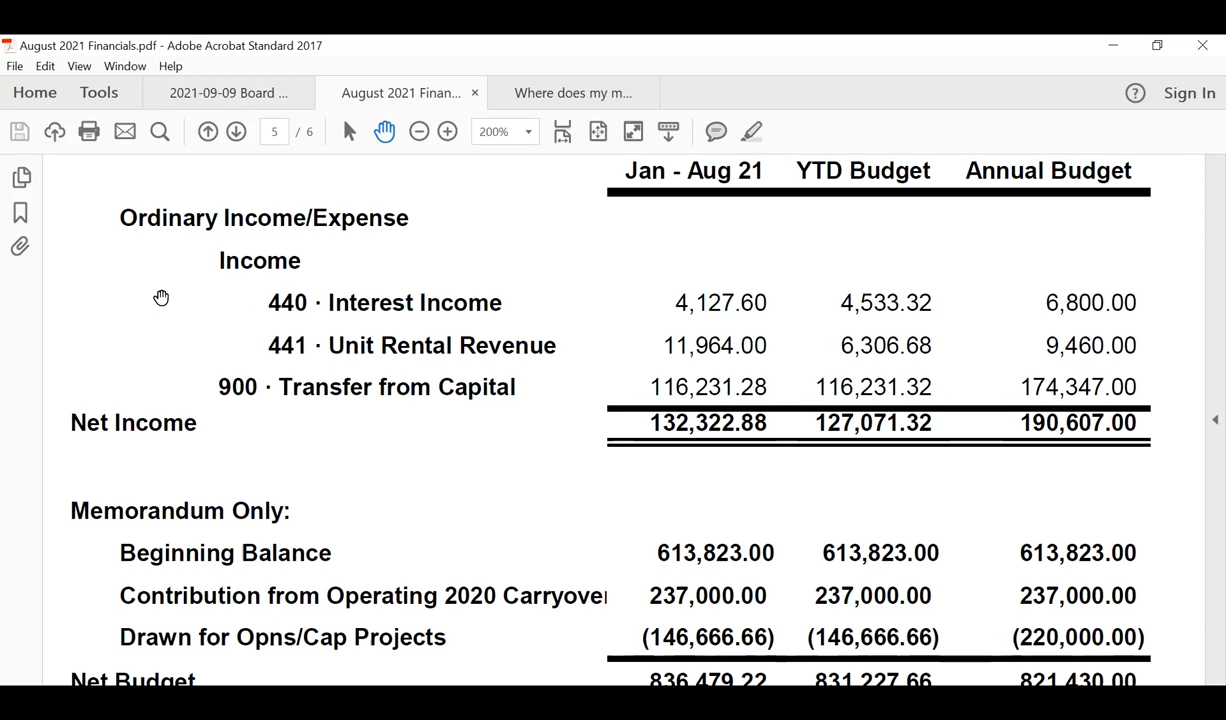 August 2021 Financials.pdf - Adobe Acrobat Standard 2017
File Edit View Window Help
Home Tools 2021-09-09 Board ... August 2021 Finan... × Where does my m... ? Sign In
5 / 6 200%
Jan - Aug 21 YTD Budget Annual Budget
Ordinary Income/Expense
Income
440 · Interest Income 4,127.60 4,533.32 6,800.00
441 · Unit Rental Revenue 11,964.00 6,306.68 9,460.00
900 · Transfer from Capital 116,231.28 116,231.32 174,347.00
Net Income 132,322.88 127,071.32 190,607.00
Memorandum Only:
Beginning Balance 613,823.00 613,823.00 613,823.00
Contribution from Operating 2020 Carryover 237,000.00 237,000.00 237,000.00
Drawn for Opns/Cap Projects (146,666.66) (146,666.66) (220,000.00)
Net Budget 836,479.22 831,227.66 821,430.00